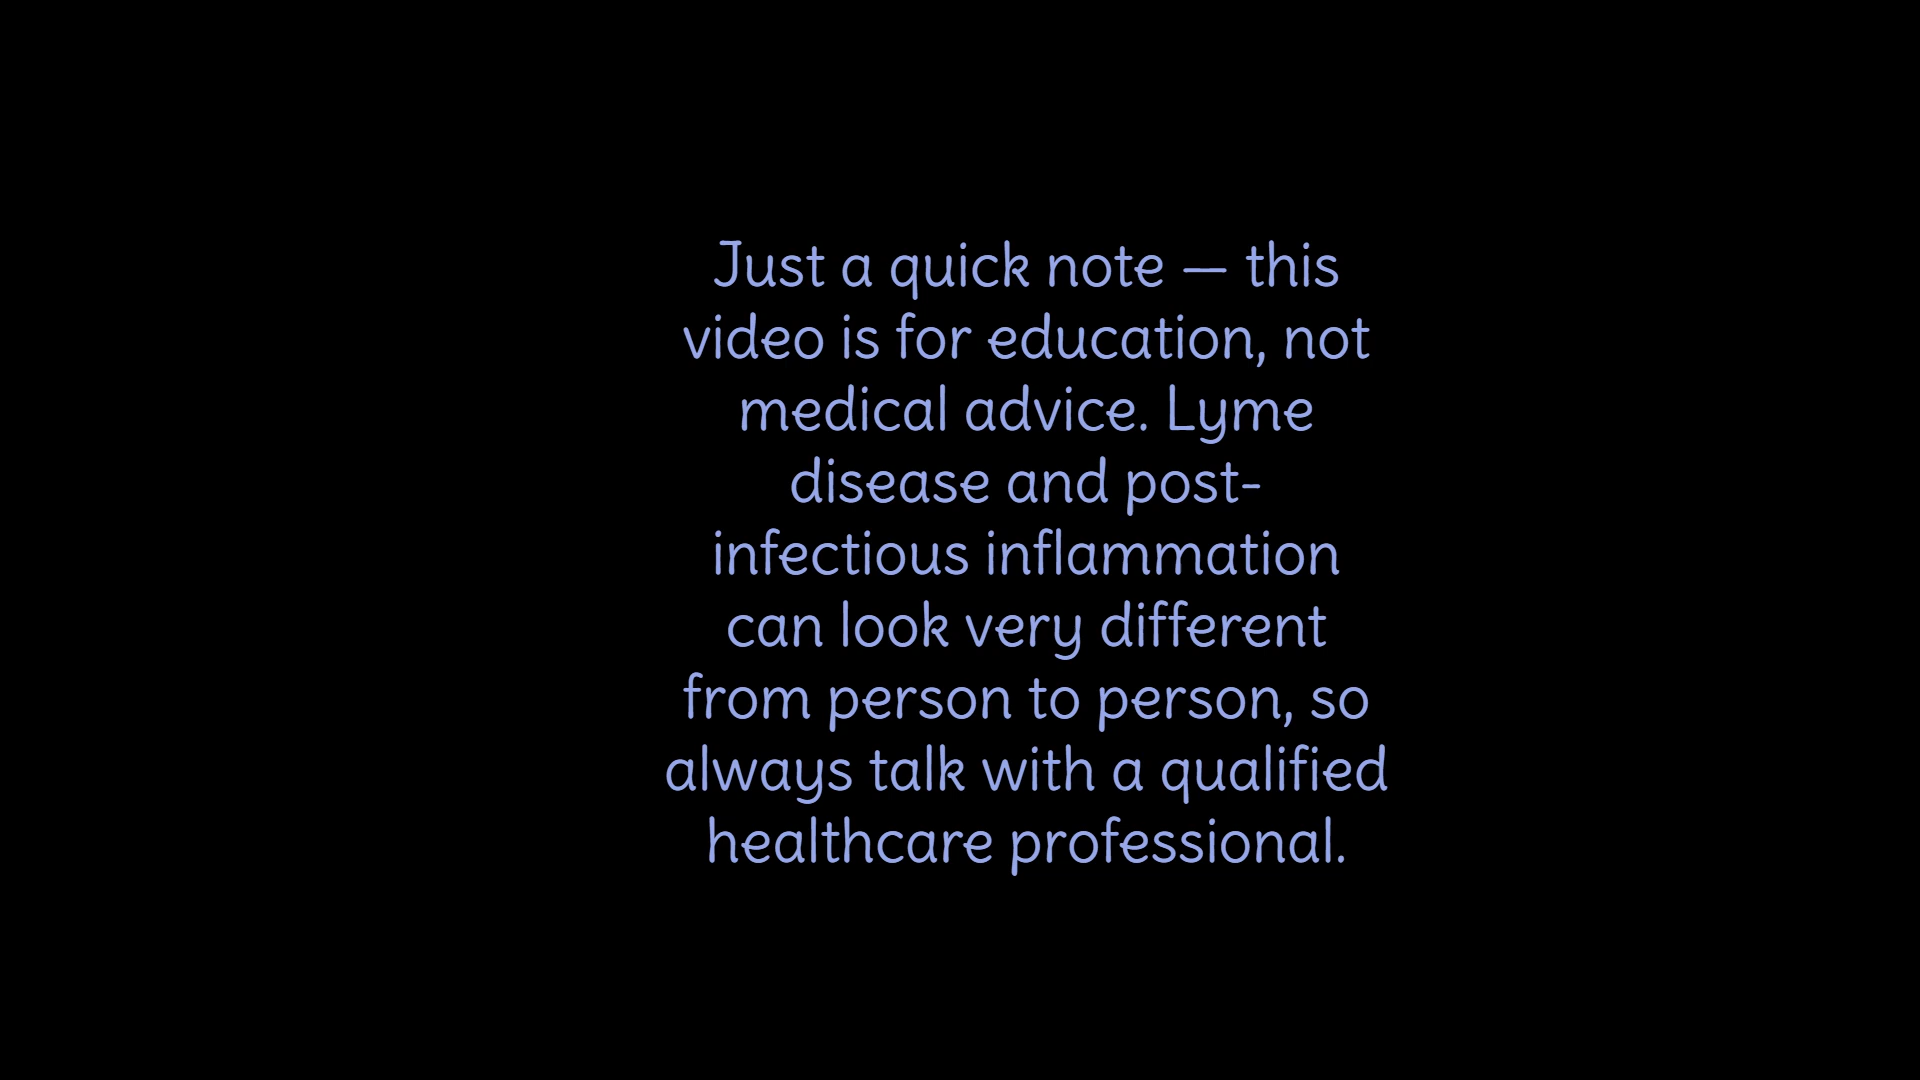 Just a quick note — this
video is for education, not
medical advice. Lyme
disease and post-
infectious inflammation
can look very different
from person to person, so
always talk with a qualified
healthcare professional.